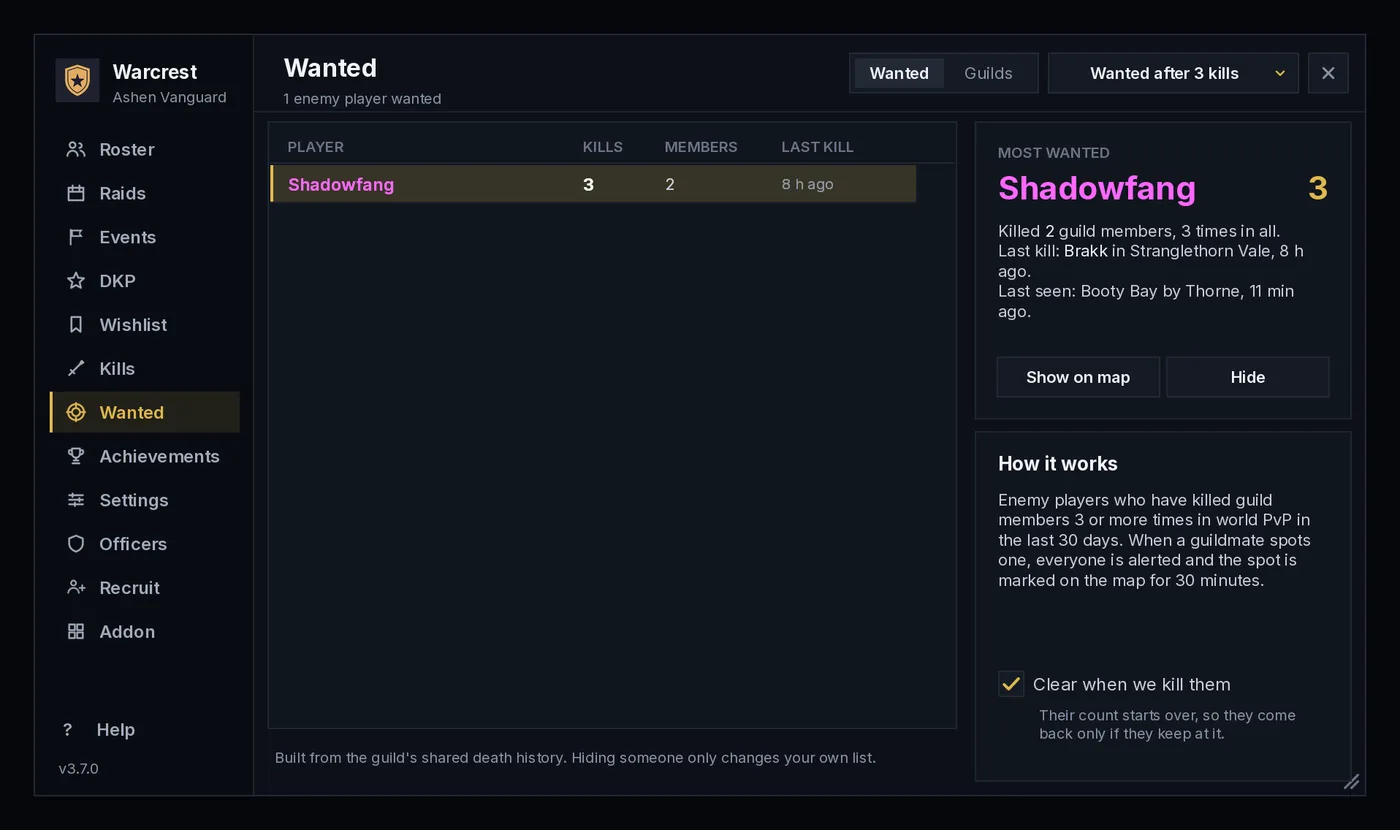 Warcrest
Ashen Vanguard
Roster
Raids
Events
DKP
Wishlist
Kills
Wanted
Achievements
Settings
Officers
Recruit
Addon
? Help
v3.7.0
Wanted
1 enemy player wanted
Wanted Guilds
Wanted after 3 kills
PLAYER KILLS MEMBERS LAST KILL
Shadowfang 3 2 8 h ago
Built from the guild's shared death history. Hiding someone only changes your own list.
MOST WANTED
Shadowfang 3
Killed 2 guild members, 3 times in all.
Last kill: Brakk in Stranglethorn Vale, 8 h
ago.
Last seen: Booty Bay by Thorne, 11 min
ago.
Show on map Hide
How it works
Enemy players who have killed guild
members 3 or more times in world PvP in
the last 30 days. When a guildmate spots
one, everyone is alerted and the spot is
marked on the map for 30 minutes.
Clear when we kill them
Their count starts over, so they come
back only if they keep at it.